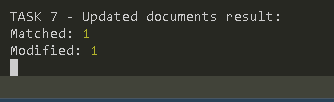 TASK 7 - Updated documents result:
Matched: 1
Modified: 1